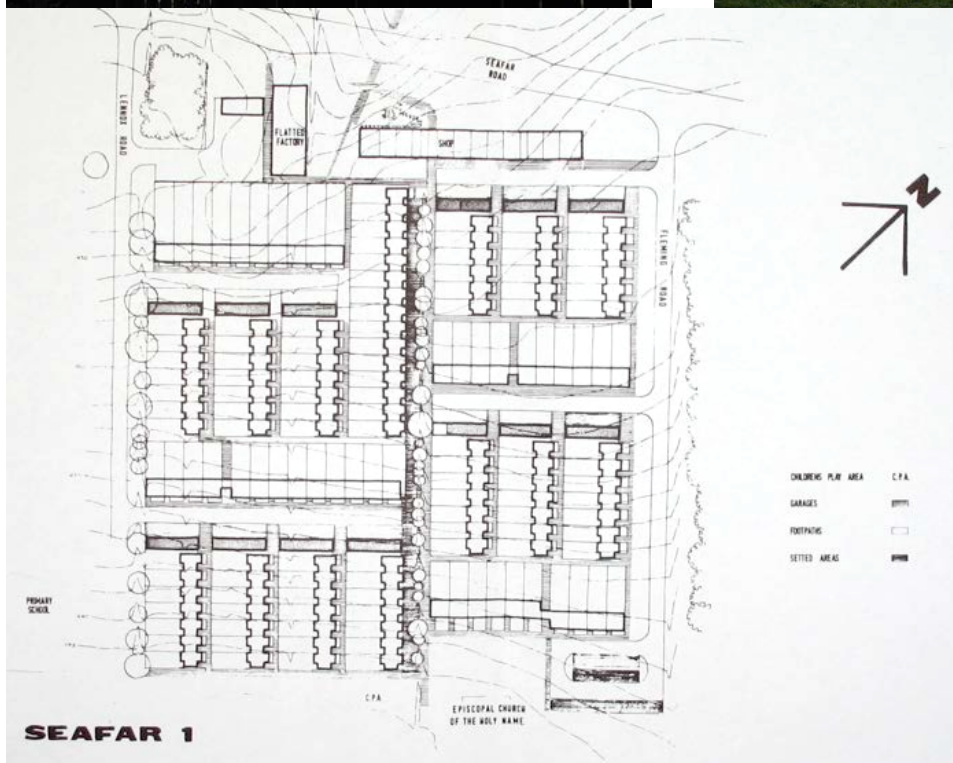 SEAFAR
ROAD
LENNOX ROAD
FLATTED
FACTORY
SHOP
N
FLEMING ROAD
CHILDRENS PLAY AREA C.P.A.
GARAGES
FOOTPATHS
SETTED AREAS
PRIMARY
SCHOOL
C.P.A.
EPISCOPAL CHURCH
OF THE HOLY NAME
SEAFAR 1